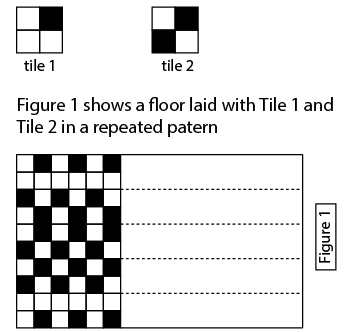 tile 1
tile 2
Figure 1 shows a floor laid with Tile 1 and
Tile 2 in a repeated patern
Figure 1